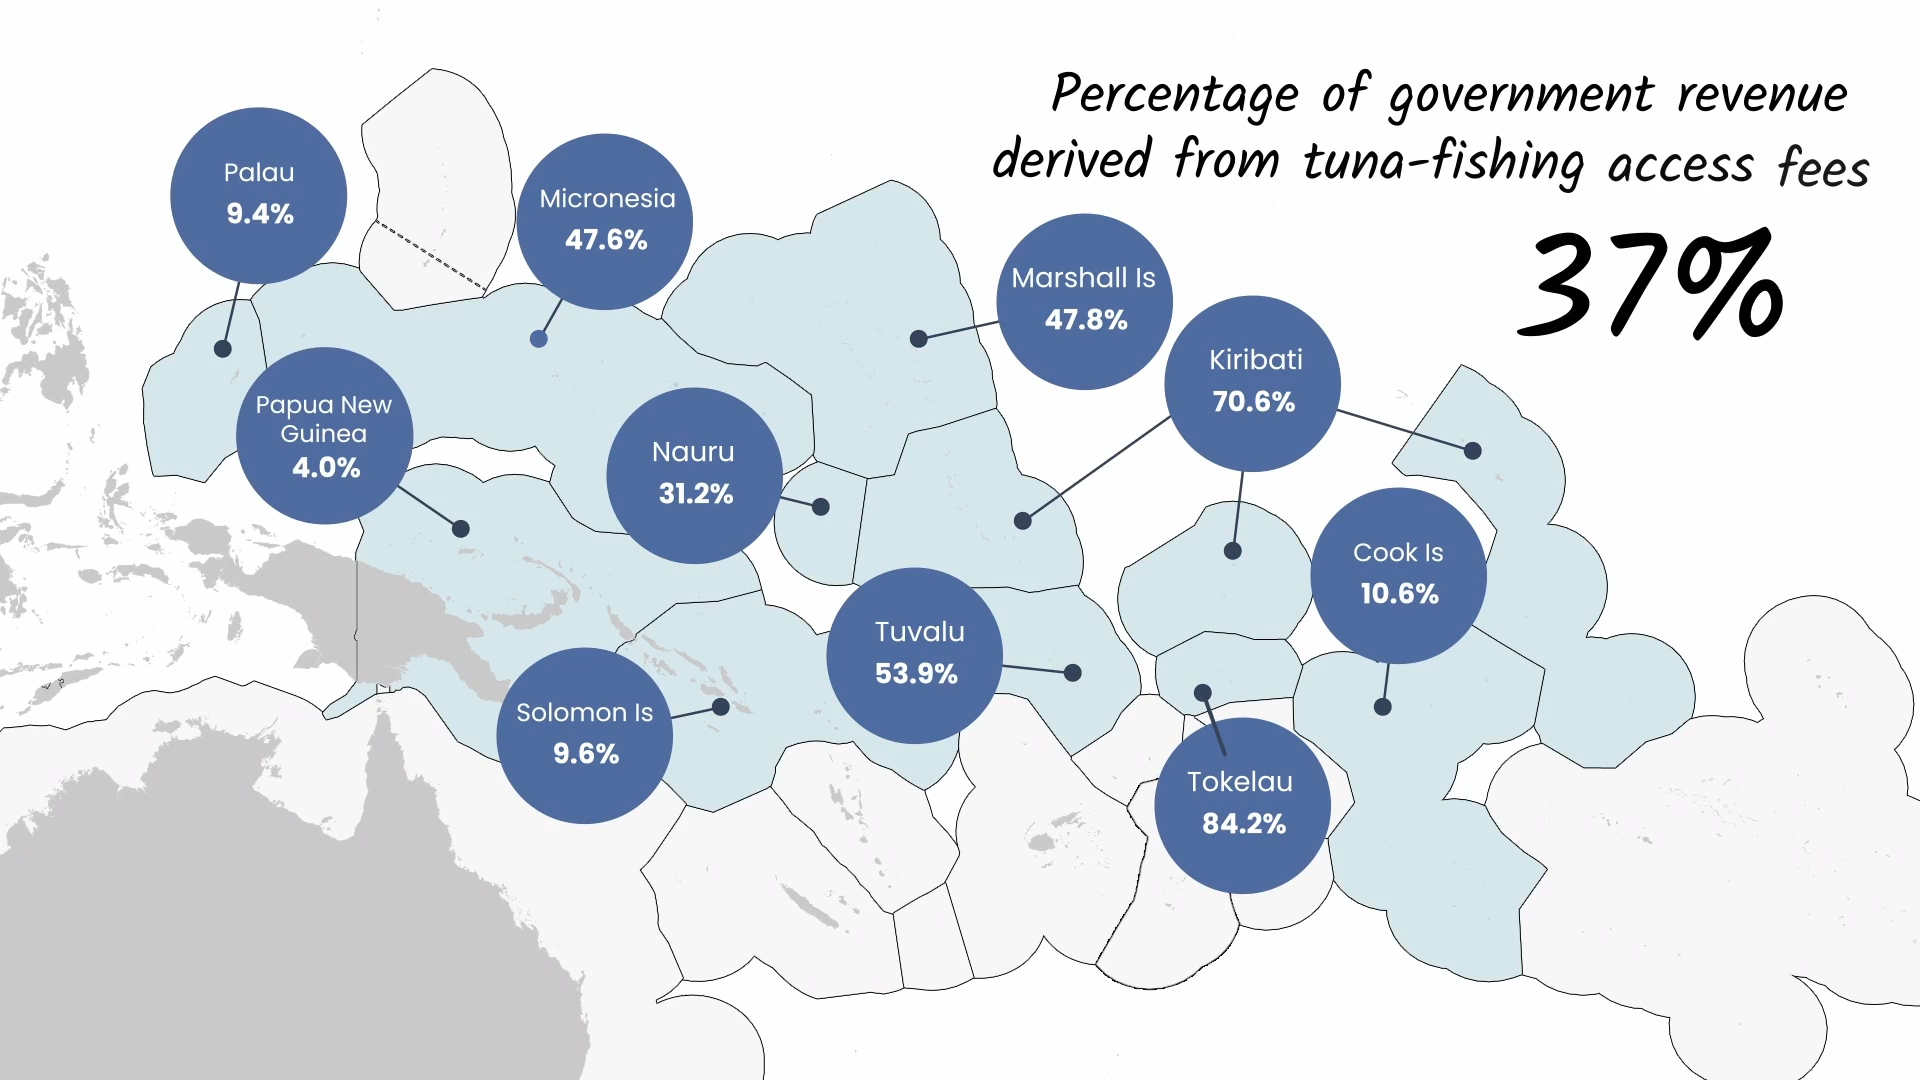 Percentage of government revenue
derived from tuna-fishing access fees
37%
Palau
9.4%
Micronesia
47.6%
Marshall Is
47.8%
Kiribati
70.6%
Papua New
Guinea
4.0%
Nauru
31.2%
Cook Is
10.6%
Tuvalu
53.9%
Solomon Is
9.6%
Tokelau
84.2%